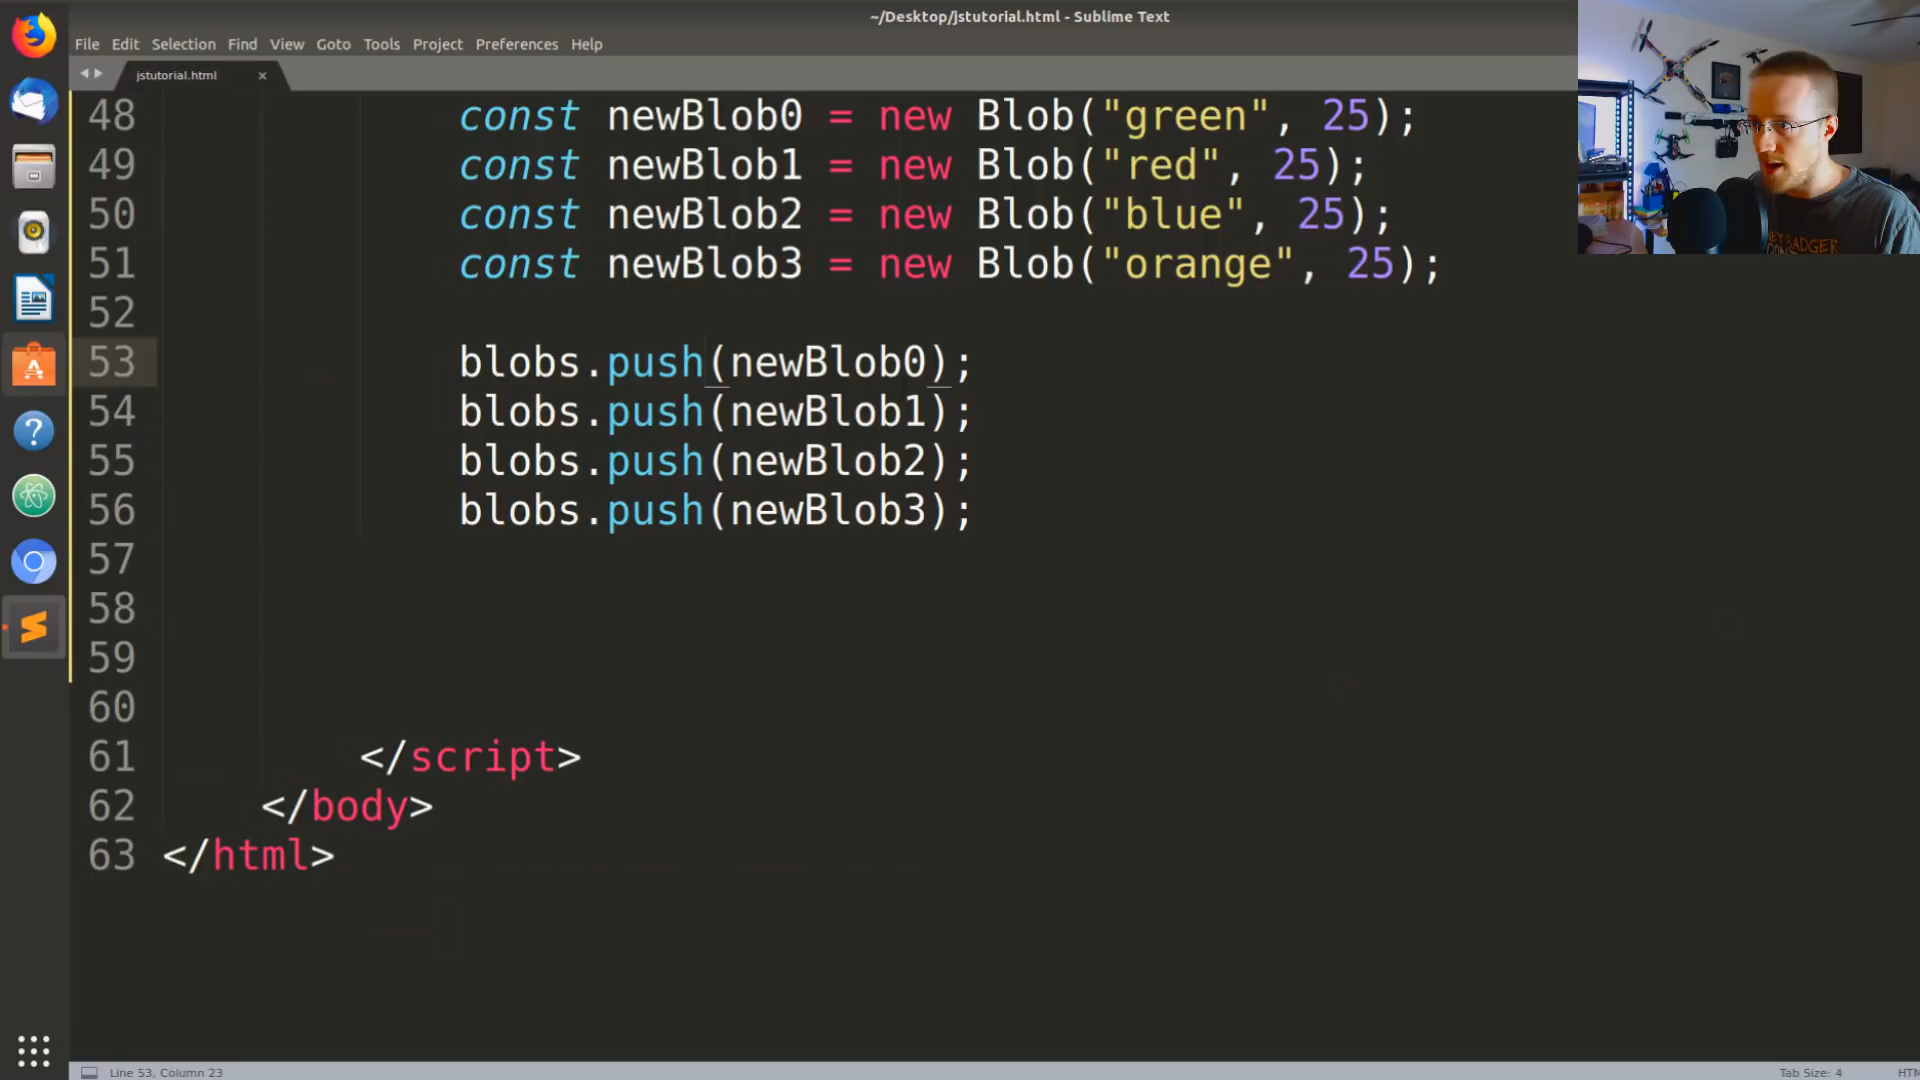 ~/Desktop/jstutorial.html - Sublime Text
File Edit Selection Find View Goto Tools Project Preferences Help
jstutorial.html
48 const newBlob0 = new Blob("green", 25);
49 const newBlob1 = new Blob("red", 25);
50 const newBlob2 = new Blob("blue", 25);
51 const newBlob3 = new Blob("orange", 25);
52
53 blobs.push(newBlob0);
54 blobs.push(newBlob1);
55 blobs.push(newBlob2);
56 blobs.push(newBlob3);
57
58
59
60
61 </script>
62 </body>
63 </html>
Line 53, Column 23 Tab Size: 4 HTM